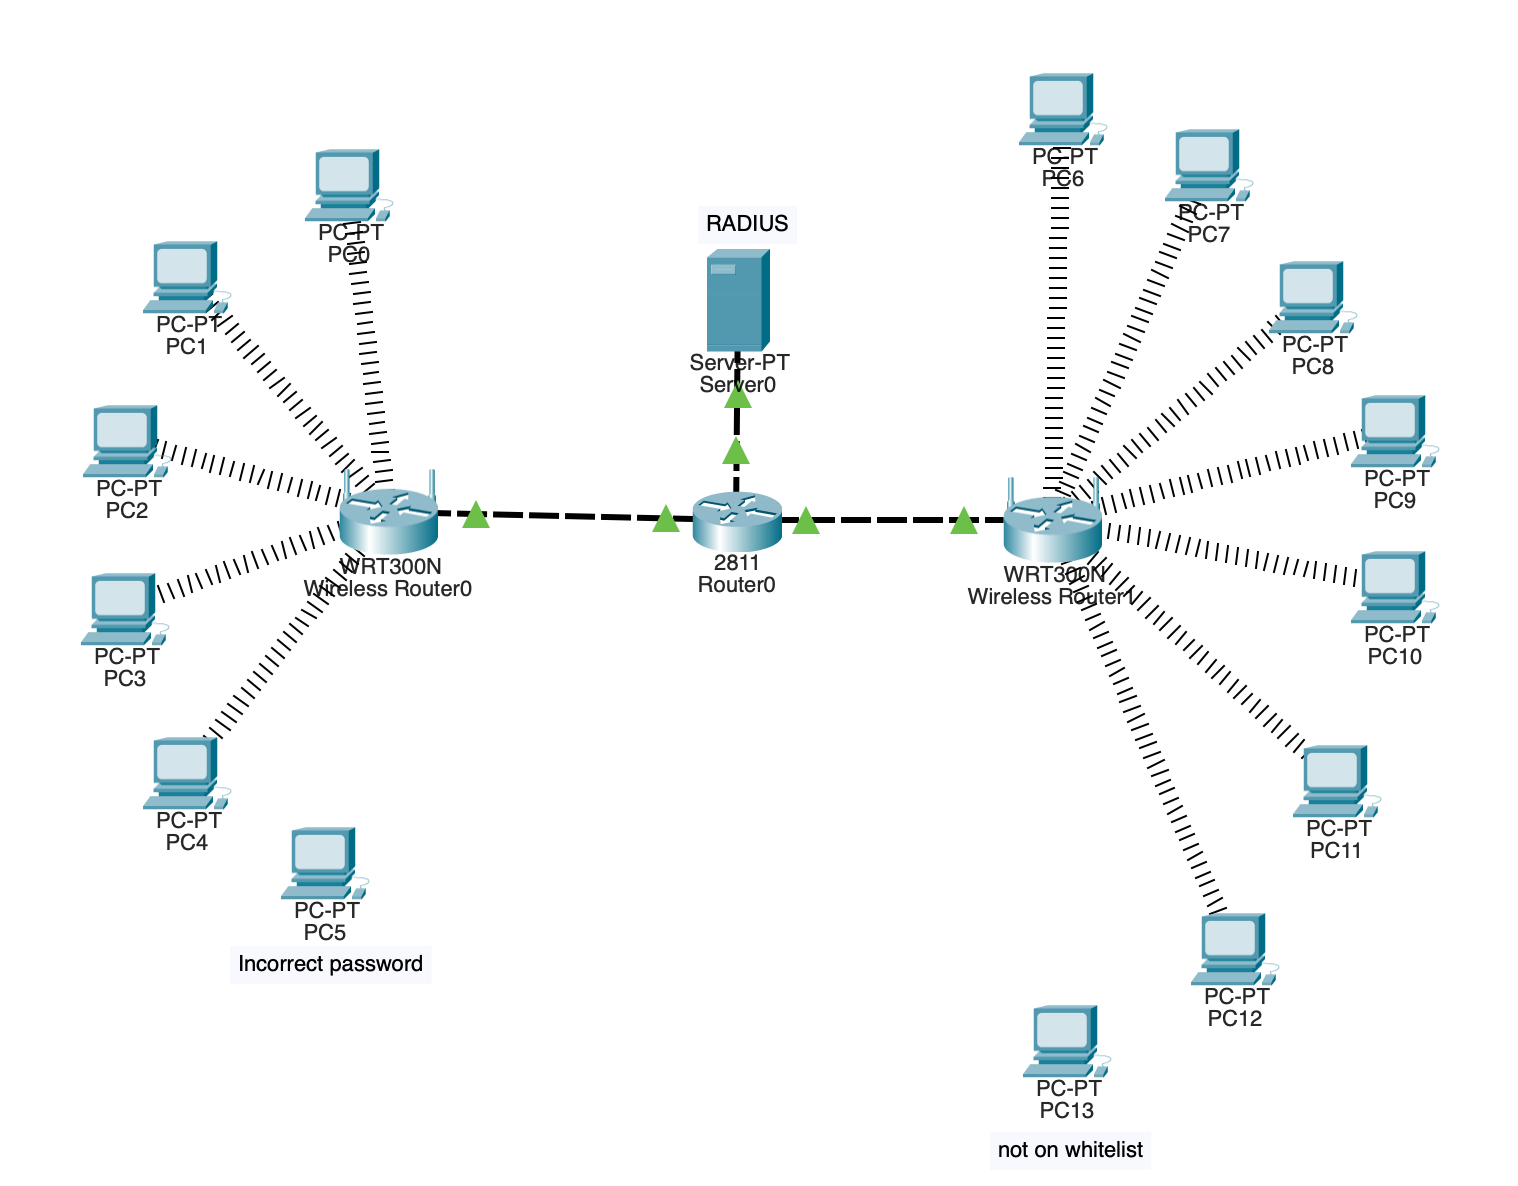 PC-PT
PC6
PC-PT
PC7
PC-PT
PC0
RADIUS
PC-PT
PC1
PC-PT
PC8
Server-PT
Server0
PC-PT
PC2
PC-PT
PC9
WRT300N
Wireless Router0
2811
Router0
WRT300N
Wireless Router1
PC-PT
PC3
PC-PT
PC10
PC-PT
PC4
PC-PT
PC11
PC-PT
PC5
Incorrect password
PC-PT
PC12
PC-PT
PC13
not on whitelist